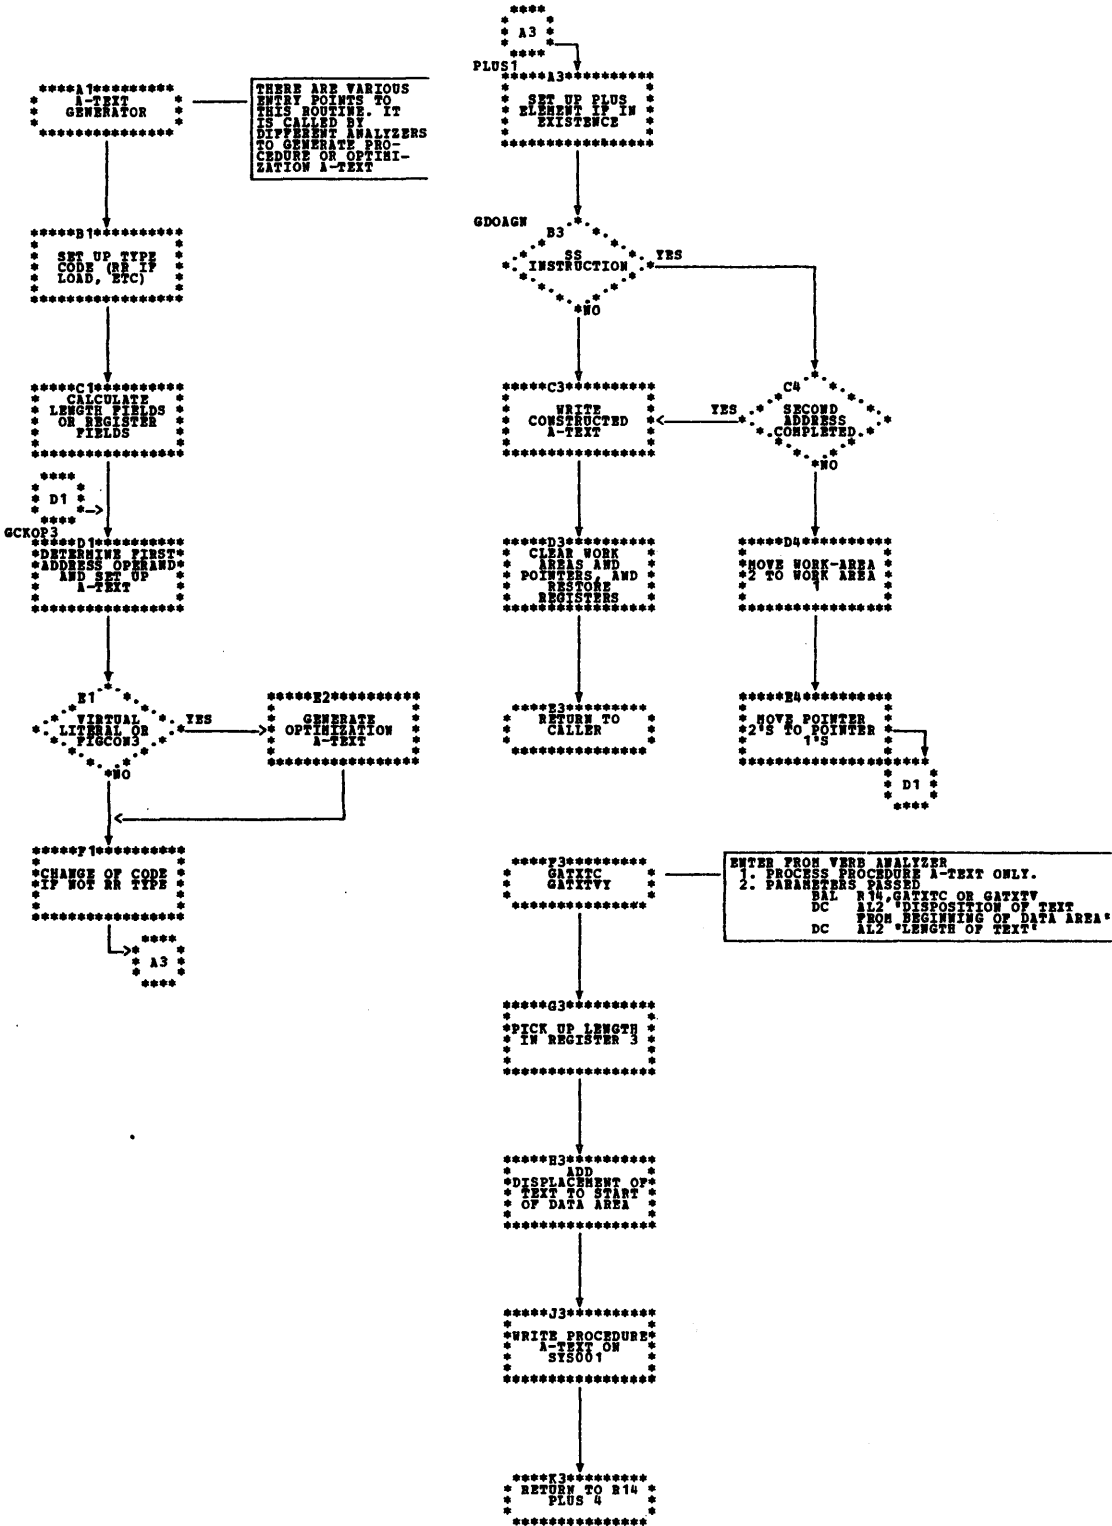 A1
A-TEXT
GENERATOR
THERE ARE VARIOUS
ENTRY POINTS TO
THIS ROUTINE. IT
IS CALLED BY
DIFFERENT ANALYZERS
TO GENERATE PRO-
CEDURE OR OPTIMI-
ZATION A-TEXT
B1
SET UP TYPE
CODE (RR IF
LOAD, ETC)
C1
CALCULATE
LENGTH FIELDS
OR REGISTER
FIELDS
D1
GCKOP3
D1
DETERMINE FIRST
ADDRESS OPERAND
AND SET UP
A-TEXT
E1
VIRTUAL
LITERAL OR
PIGCON3
YES
NO
E2
GENERATE
OPTIMIZATION
A-TEXT
F1
CHANGE OF CODE
IF NOT RR TYPE
A3
A3
PLUS1
A3
SET UP PLUS
ELEMENT IF IN
EXISTENCE
GDOAGN
B3
SS
INSTRUCTION
YES
NO
C3
WRITE
CONSTRUCTED
A-TEXT
YES
C4
SECOND
ADDRESS
COMPLETED
NO
D3
CLEAR WORK
AREAS AND
POINTERS, AND
RESTORE
REGISTERS
D4
MOVE WORK-AREA
2 TO WORK AREA
1
E3
RETURN TO
CALLER
E4
MOVE POINTER
2'S TO POINTER
1'S
D1
F3
GATXTC
GATXTVY
ENTER FROM VERB ANALYZER
1. PROCESS PROCEDURE A-TEXT ONLY.
2. PARAMETERS PASSED
BAL R14,GATXTC OR GATXTV
DC AL2 'DISPOSITION OF TEXT
FROM BEGINNING OF DATA AREA'
DC AL2 'LENGTH OF TEXT'
G3
PICK UP LENGTH
IN REGISTER 3
H3
ADD
DISPLACEMENT OF
TEXT TO START
OF DATA AREA
J3
WRITE PROCEDURE
A-TEXT ON
SYS001
K3
RETURN TO R14
PLUS 4